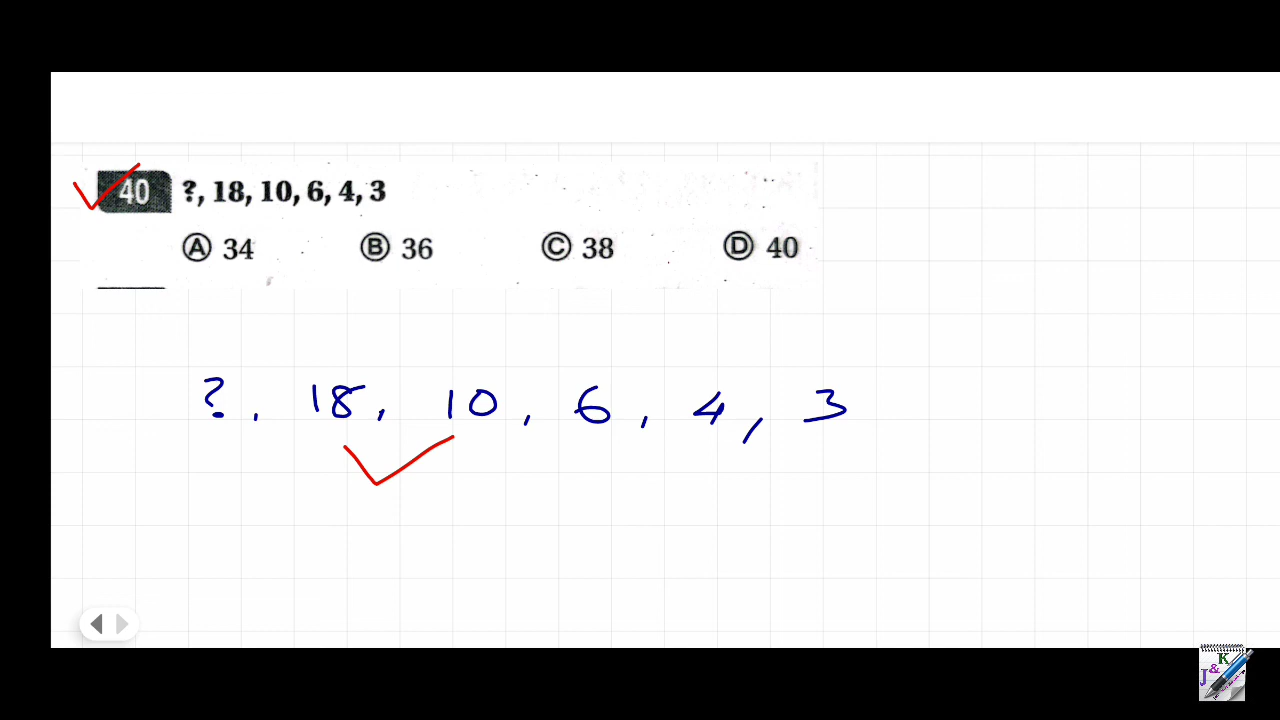 40 ?, 18, 10, 6, 4, 3
Ⓐ 34 Ⓑ 36 Ⓒ 38 Ⓓ 40
?, 18, 10, 6, 4, 3
J&K